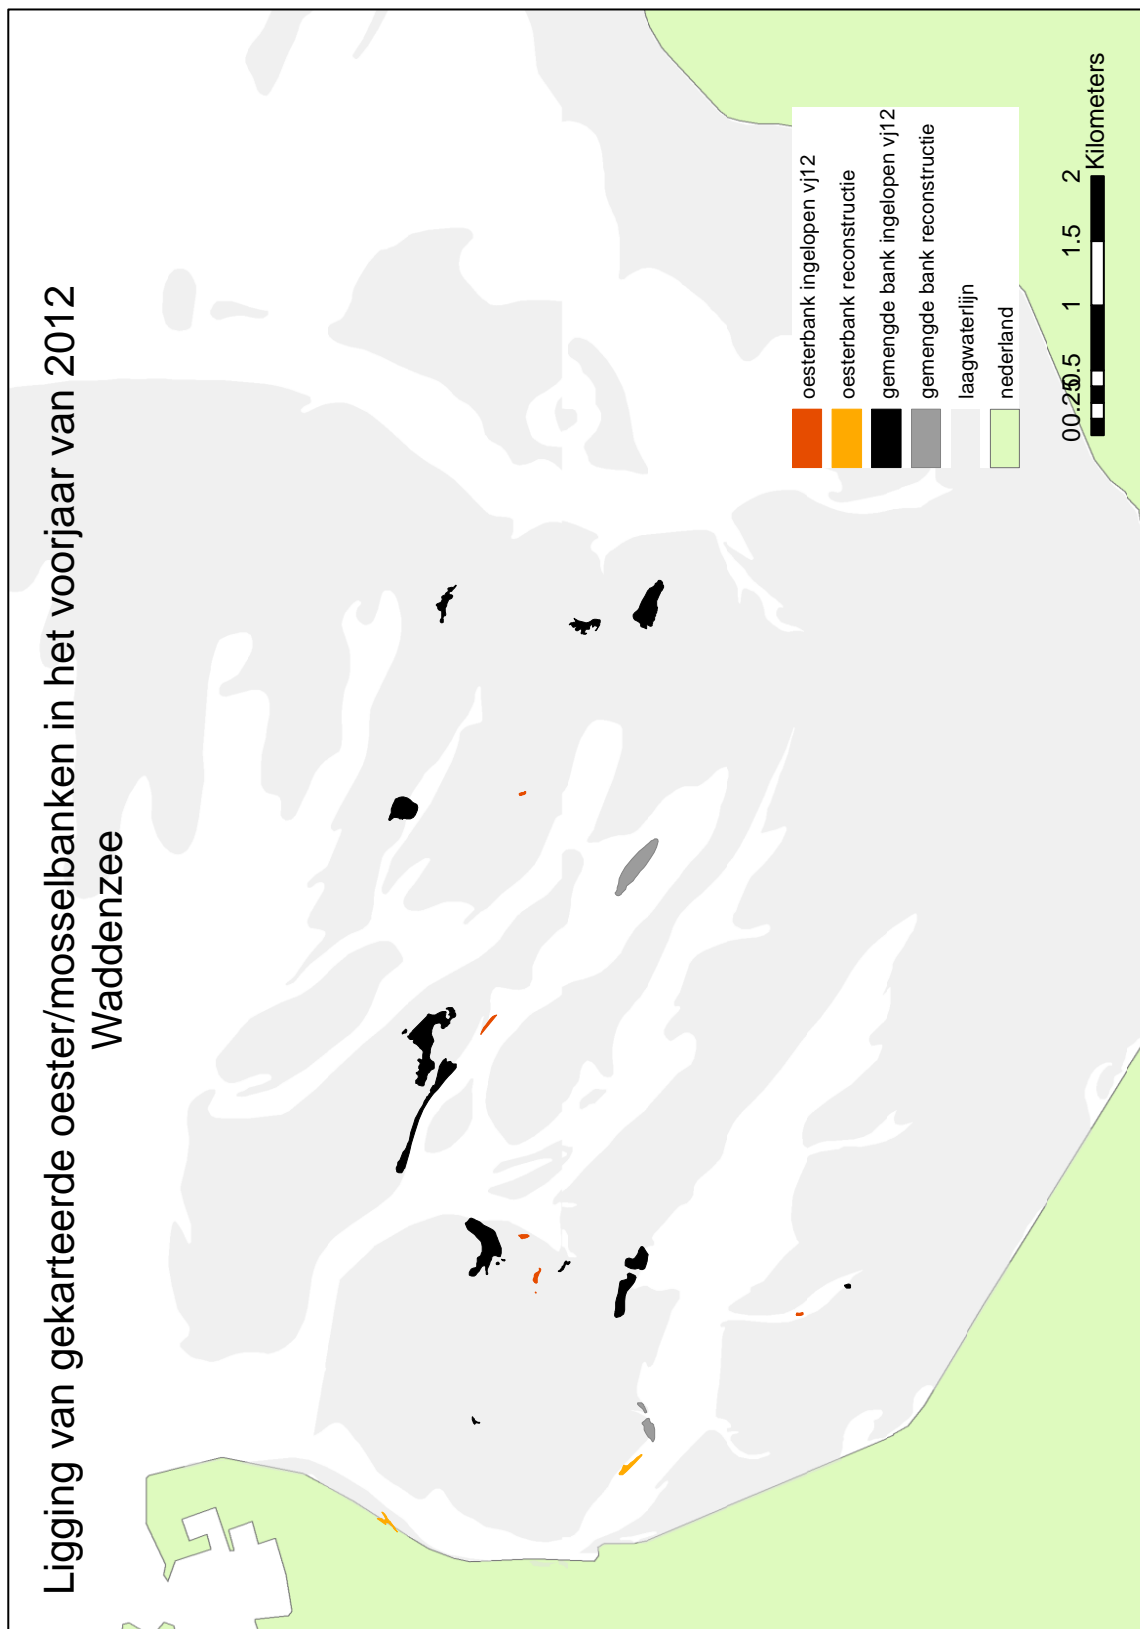 Ligging van gekarteerde oester/mosselbanken in het voorjaar van 2012
Waddenzee
oesterbank ingelopen vj12
oesterbank reconstructie
gemengde bank ingelopen vj12
gemengde bank reconstructie
laagwaterlijn
nederland
0 0.25 0.5 1 1.5 2
Kilometers